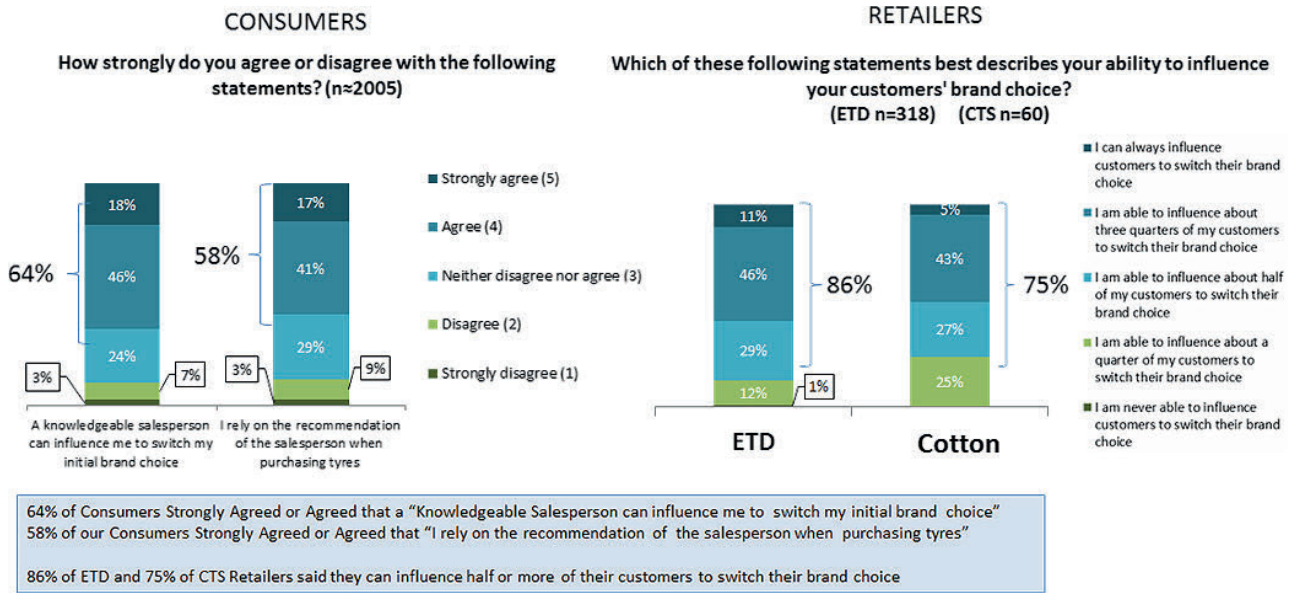 CONSUMERS
How strongly do you agree or disagree with the following
statements? (n≈2005)
18%
46%
24%
64%
3%
7%
17%
41%
29%
58%
3%
9%
A knowledgeable salesperson
can influence me to switch my
initial brand choice
I rely on the recommendation
of the salesperson when
purchasing tyres
Strongly agree (5)
Agree (4)
Neither disagree nor agree (3)
Disagree (2)
Strongly disagree (1)
RETAILERS
Which of these following statements best describes your ability to influence
your customers' brand choice?
(ETD n=318) (CTS n=60)
11%
46%
29%
12%
1%
86%
ETD
5%
43%
27%
25%
75%
Cotton
I can always influence
customers to switch their brand
choice
I am able to influence about
three quarters of my customers
to switch their brand choice
I am able to influence about half
of my customers to switch their
brand choice
I am able to influence about a
quarter of my customers to
switch their brand choice
I am never able to influence
customers to switch their brand
choice
64% of Consumers Strongly Agreed or Agreed that a “Knowledgeable Salesperson can influence me to switch my initial brand choice”
58% of our Consumers Strongly Agreed or Agreed that “I rely on the recommendation of the salesperson when purchasing tyres”
86% of ETD and 75% of CTS Retailers said they can influence half or more of their customers to switch their brand choice